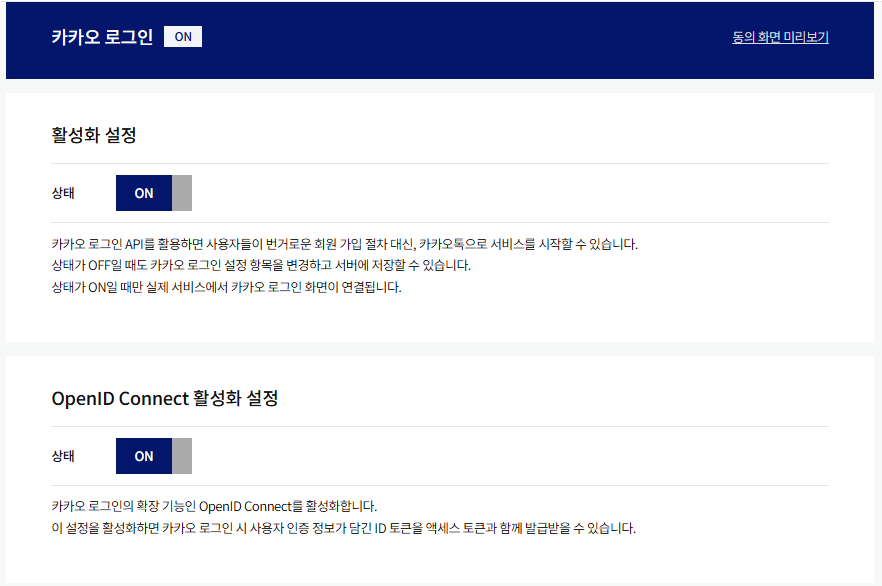 카카오 로그인 ON 동의 화면 미리보기
활성화 설정
상태 ON
카카오 로그인 API를 활용하면 사용자들이 번거로운 회원 가입 절차 대신, 카카오톡으로 서비스를 시작할 수 있습니다.
상태가 OFF일 때도 카카오 로그인 설정 항목을 변경하고 서버에 저장할 수 있습니다.
상태가 ON일 때만 실제 서비스에서 카카오 로그인 화면이 연결됩니다.
OpenID Connect 활성화 설정
상태 ON
카카오 로그인의 확장 기능인 OpenID Connect를 활성화합니다.
이 설정을 활성화하면 카카오 로그인 시 사용자 인증 정보가 담긴 ID 토큰을 액세스 토큰과 함께 발급받을 수 있습니다.